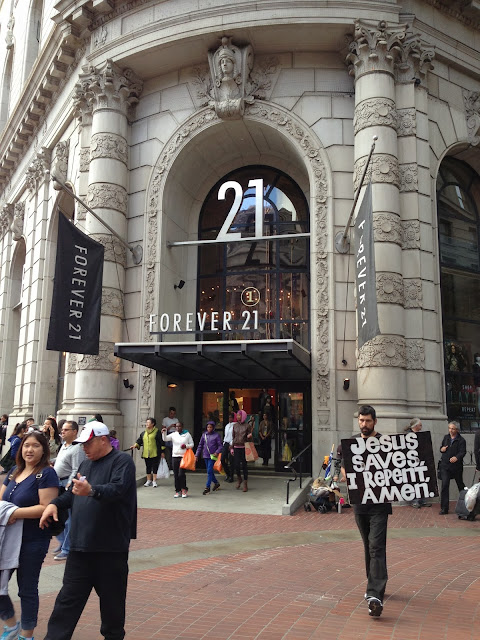 21
FOREVER 21
FOREVER 21
FOREVER 21
JESUS
SAVES.
I REPENT,
AMEN.